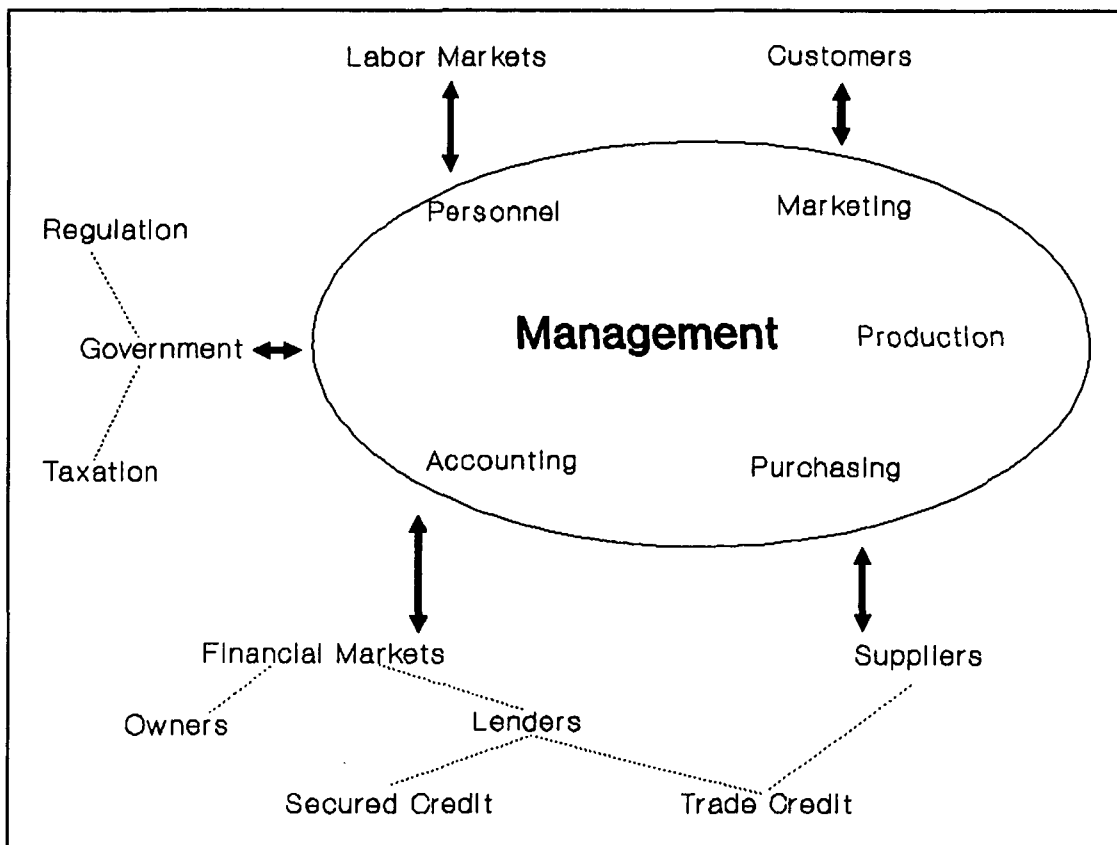 Labor Markets
Customers
Personnel
Marketing
Regulation
Management
Production
Government
Accounting
Purchasing
Taxation
Financial Markets
Suppliers
Owners
Lenders
Secured Credit
Trade Credit